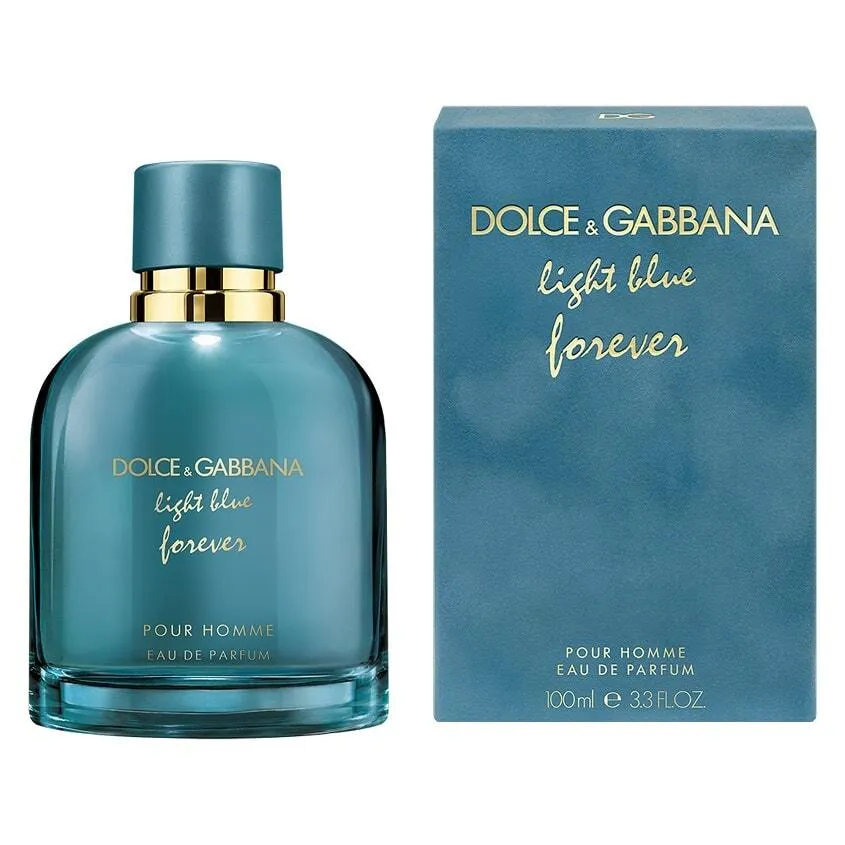 DOLCE & GABBANA
light blue
forever
POUR HOMME
EAU DE PARFUM
DG
DOLCE & GABBANA
light blue
forever
POUR HOMME
EAU DE PARFUM
100ml e 3.3 FL.OZ.